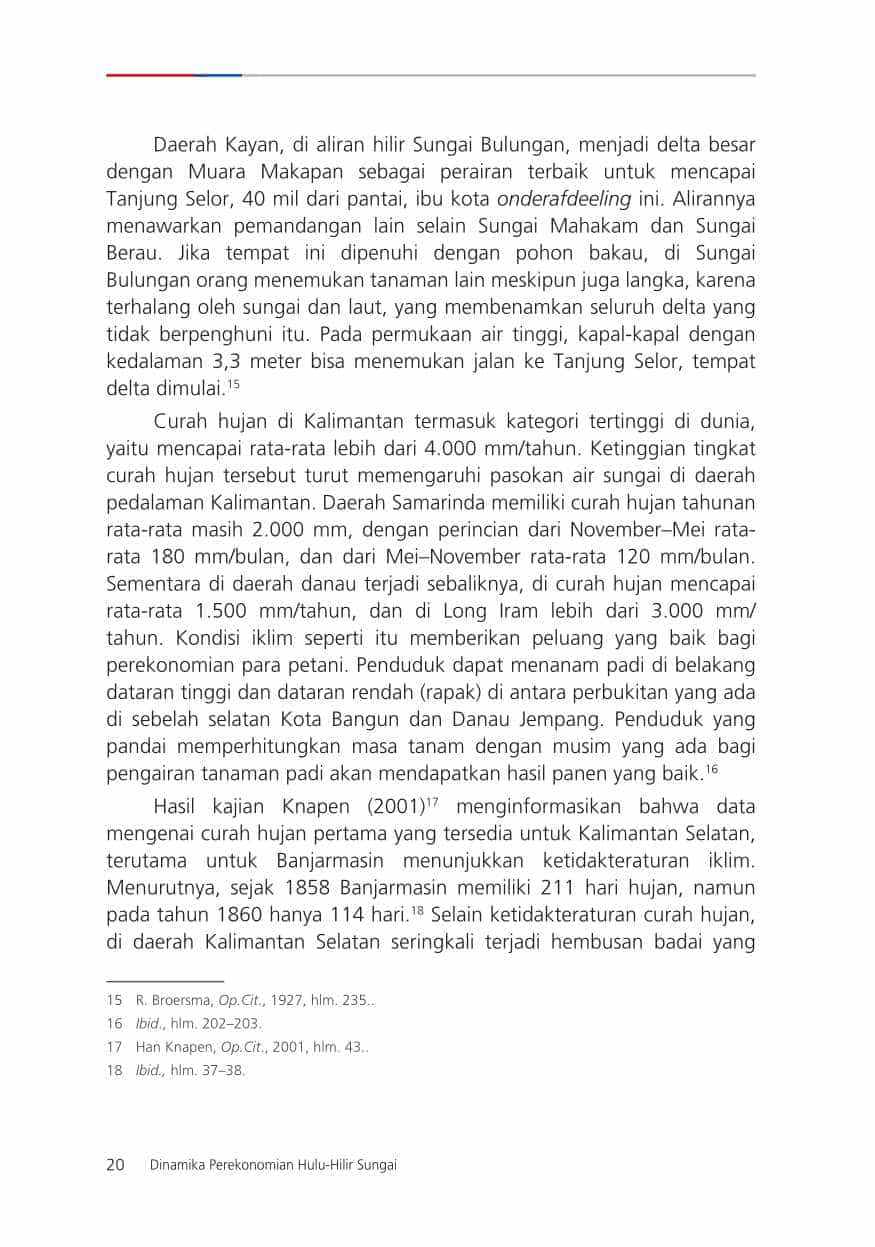 Daerah Kayan, di aliran hilir Sungai Bulungan, menjadi delta besar
dengan Muara Makapan sebagai perairan terbaik untuk mencapai
Tanjung Selor, 40 mil dari pantai, ibu kota onderafdeeling ini. Alirannya
menawarkan pemandangan lain selain Sungai Mahakam dan Sungai
Berau. Jika tempat ini dipenuhi dengan pohon bakau, di Sungai
Bulungan orang menemukan tanaman lain meskipun juga langka, karena
terhalang oleh sungai dan laut, yang membenamkan seluruh delta yang
tidak berpenghuni itu. Pada permukaan air tinggi, kapal-kapal dengan
kedalaman 3,3 meter bisa menemukan jalan ke Tanjung Selor, tempat
delta dimulai.15
Curah hujan di Kalimantan termasuk kategori tertinggi di dunia,
yaitu mencapai rata-rata lebih dari 4.000 mm/tahun. Ketinggian tingkat
curah hujan tersebut turut memengaruhi pasokan air sungai di daerah
pedalaman Kalimantan. Daerah Samarinda memiliki curah hujan tahunan
rata-rata masih 2.000 mm, dengan perincian dari November–Mei rata-
rata 180 mm/bulan, dan dari Mei–November rata-rata 120 mm/bulan.
Sementara di daerah danau terjadi sebaliknya, di curah hujan mencapai
rata-rata 1.500 mm/tahun, dan di Long Iram lebih dari 3.000 mm/
tahun. Kondisi iklim seperti itu memberikan peluang yang baik bagi
perekonomian para petani. Penduduk dapat menanam padi di belakang
dataran tinggi dan dataran rendah (rapak) di antara perbukitan yang ada
di sebelah selatan Kota Bangun dan Danau Jempang. Penduduk yang
pandai memperhitungkan masa tanam dengan musim yang ada bagi
pengairan tanaman padi akan mendapatkan hasil panen yang baik.16
Hasil kajian Knapen (2001)17 menginformasikan bahwa data
mengenai curah hujan pertama yang tersedia untuk Kalimantan Selatan,
terutama untuk Banjarmasin menunjukkan ketidakteraturan iklim.
Menurutnya, sejak 1858 Banjarmasin memiliki 211 hari hujan, namun
pada tahun 1860 hanya 114 hari.18 Selain ketidakteraturan curah hujan,
di daerah Kalimantan Selatan seringkali terjadi hembusan badai yang
15 R. Broersma, Op.Cit., 1927, hlm. 235..
16 Ibid., hlm. 202–203.
17 Han Knapen, Op.Cit., 2001, hlm. 43..
18 Ibid., hlm. 37–38.
20 Dinamika Perekonomian Hulu-Hilir Sungai